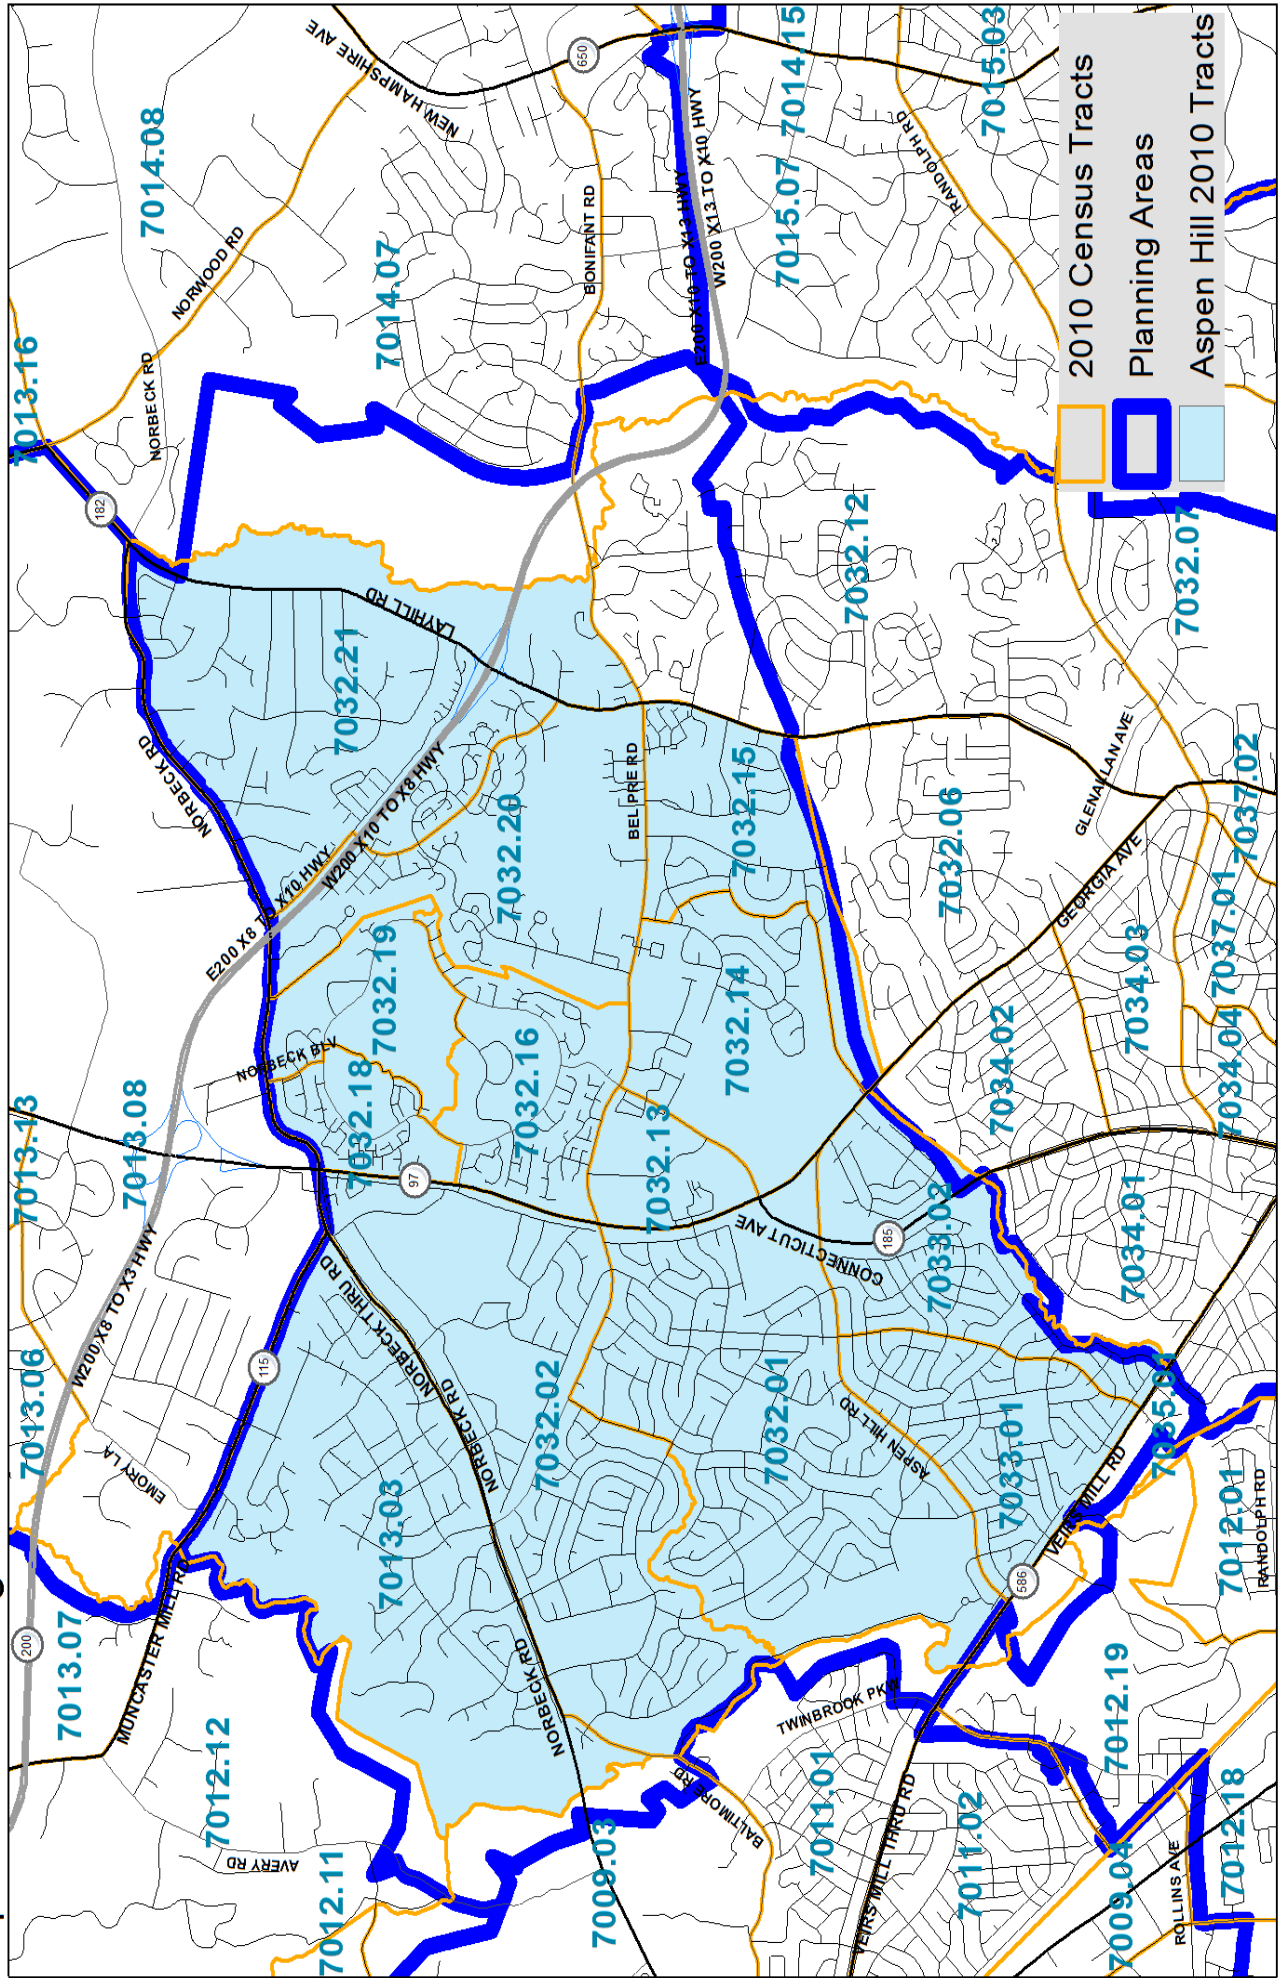 7012.11
7012.12
AVERY RD
7013.07
200
MUNCASTER MILL RD
7013.06
EMORY LA
W200 X8 TO X3 HWY
7013.13
7013.08
7013.16
182
NORBECK RD
NORWOOD RD
7014.08
NEW HAMPSHIRE AVE
115
NORBECK BLV
E200 X8 TO X10 HWY
NORBECK RD
7013.03
NORBECK THRU RD
7032.18
7032.19
W200 X10 TO X8 HWY
7032.21
LAYHILL RD
7014.07
97
NORBECK RD
NORBECK RD
7032.02
7032.16
7032.20
BONIFANT RD
650
7009.03
BALTIMORE RD
7032.13
BEL PRE RD
E200 X10 TO X13 HWY
W200 X13 TO X10 HWY
7011.01
TWINBROOK PKW
7032.01
CONNECTICUT AVE
7032.14
7032.15
7015.07
7014.15
VEIRS MILL THRU RD
ASPEN HILL RD
185
7032.12
RANDOLPH RD
7011.02
7033.01
7033.02
7034.02
7032.06
7015.03
586
VEIRS MILL RD
GEORGIA AVE
GLENALLAN AVE
7009.04
7012.19
7034.01
7034.03
7035.01
ROLLINS AVE
7032.07
7012.18
7012.01
RANDOLPH RD
7034.04
7037.01
7037.02
2010 Census Tracts
Planning Areas
Aspen Hill 2010 Tracts